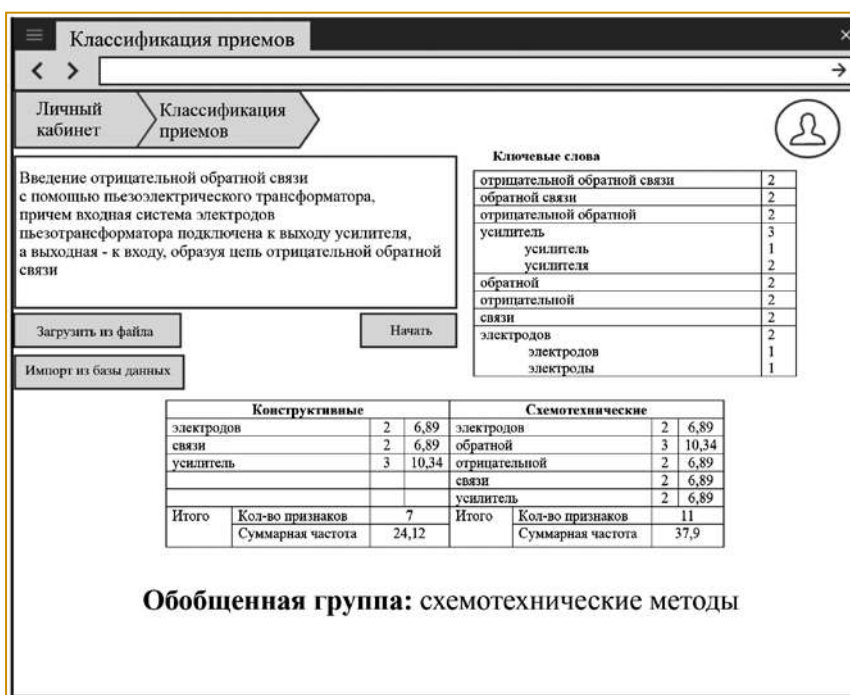 Классификация приемов
Личный
кабинет
Классификация
приемов
Введение отрицательной обратной связи
с помощью пьезоэлектрического трансформатора,
причем входная система электродов
пьезотрансформатора подключена к выходу усилителя,
а выходная - к входу, образуя цепь отрицательной обратной
связи
Загрузить из файла
Начать
Импорт из базы данных
Ключевые слова
отрицательной обратной связи 2
обратной связи 2
отрицательной обратной 2
усилитель 3
усилитель 1
усилителя 2
обратной 2
отрицательной 2
связи 2
электродов 2
электродов 1
электроды 1
Конструктивные Схемотехнические
электродов 2 6,89 электродов 2 6,89
связи 2 6,89 обратной 3 10,34
усилитель 3 10,34 отрицательной 2 6,89
связи 2 6,89
усилитель 2 6,89
Итого Кол-во признаков 7 Итого Кол-во признаков 11
Суммарная частота 24,12 Суммарная частота 37,9
Обобщенная группа: схемотехнические методы